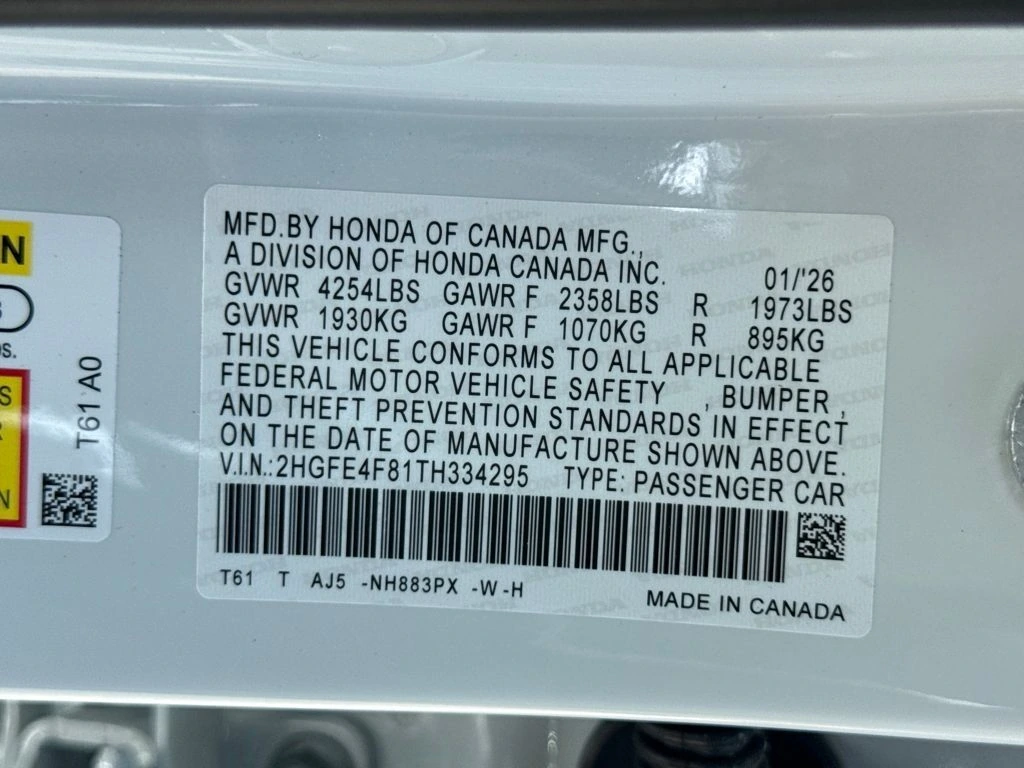 MFD.BY HONDA OF CANADA MFG.,
A DIVISION OF HONDA CANADA INC. 01/'26
GVWR 4254LBS GAWR F 2358LBS R 1973LBS
GVWR 1930KG GAWR F 1070KG R 895KG
THIS VEHICLE CONFORMS TO ALL APPLICABLE
FEDERAL MOTOR VEHICLE SAFETY , BUMPER ,
AND THEFT PREVENTION STANDARDS IN EFFECT
ON THE DATE OF MANUFACTURE SHOWN ABOVE.
V.I.N.:2HGFE4F81TH334295 TYPE: PASSENGER CAR
T61 T AJ5 -NH883PX -W-H
MADE IN CANADA
T61 A0